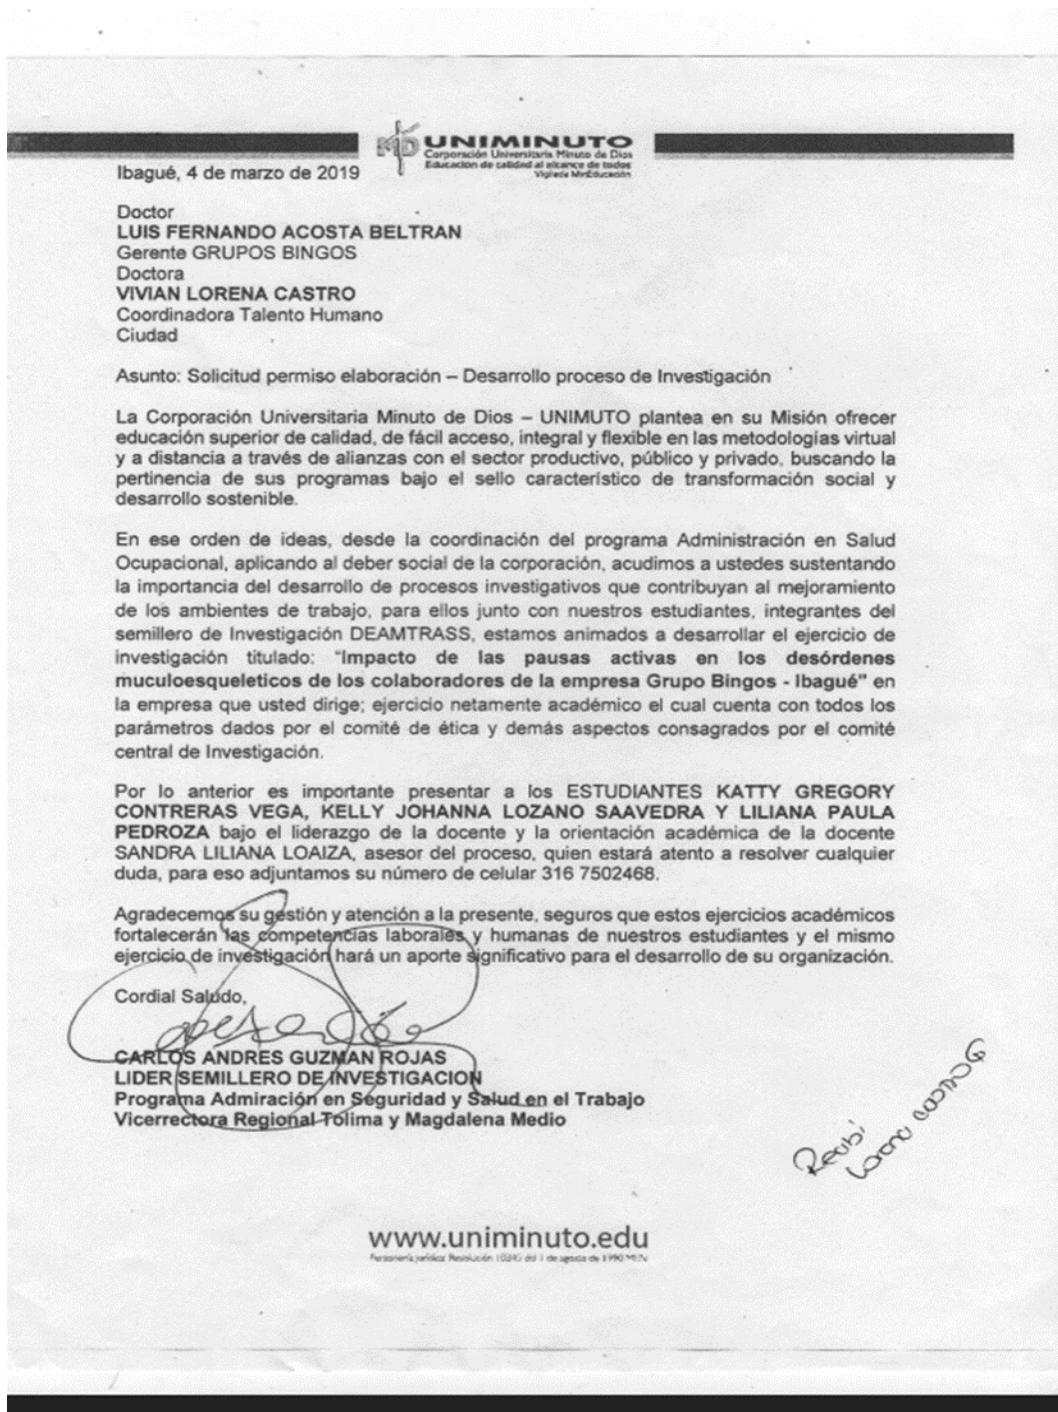 UNIMINUTO
Corporación Universitaria Minuto de Dios
Educación de calidad al alcance de todos
Vigilada MinEducación
Ibagué, 4 de marzo de 2019
Doctor
LUIS FERNANDO ACOSTA BELTRAN
Gerente GRUPOS BINGOS
Doctora
VIVIAN LORENA CASTRO
Coordinadora Talento Humano
Ciudad
Asunto: Solicitud permiso elaboración – Desarrollo proceso de Investigación
La Corporación Universitaria Minuto de Dios – UNIMUTO plantea en su Misión ofrecer
educación superior de calidad, de fácil acceso, integral y flexible en las metodologías virtual
y a distancia a través de alianzas con el sector productivo, público y privado, buscando la
pertinencia de sus programas bajo el sello característico de transformación social y
desarrollo sostenible.
En ese orden de ideas, desde la coordinación del programa Administración en Salud
Ocupacional, aplicando al deber social de la corporación, acudimos a ustedes sustentando
la importancia del desarrollo de procesos investigativos que contribuyan al mejoramiento
de los ambientes de trabajo, para ellos junto con nuestros estudiantes, integrantes del
semillero de Investigación DEAMTRASS, estamos animados a desarrollar el ejercicio de
investigación titulado: "Impacto de las pausas activas en los desórdenes
muculoesqueleticos de los colaboradores de la empresa Grupo Bingos - Ibagué" en
la empresa que usted dirige; ejercicio netamente académico el cual cuenta con todos los
parámetros dados por el comité de ética y demás aspectos consagrados por el comité
central de Investigación.
Por lo anterior es importante presentar a los ESTUDIANTES KATTY GREGORY
CONTRERAS VEGA, KELLY JOHANNA LOZANO SAAVEDRA Y LILIANA PAULA
PEDROZA bajo el liderazgo de la docente y la orientación académica de la docente
SANDRA LILIANA LOAIZA, asesor del proceso, quien estará atento a resolver cualquier
duda, para eso adjuntamos su número de celular 316 7502468.
Agradecemos su gestión y atención a la presente, seguros que estos ejercicios académicos
fortalecerán las competencias laborales y humanas de nuestros estudiantes y el mismo
ejercicio de investigación hará un aporte significativo para el desarrollo de su organización.
Cordial Saludo,
CARLOS ANDRES GUZMAN ROJAS
LIDER SEMILLERO DE INVESTIGACION
Programa Admiración en Seguridad y Salud en el Trabajo
Vicerrectora Regional Tolima y Magdalena Medio
Recibí
Lorena
www.uniminuto.edu
Personería jurídica: Resolución 10345 del 1 de agosto de 1990 MEN